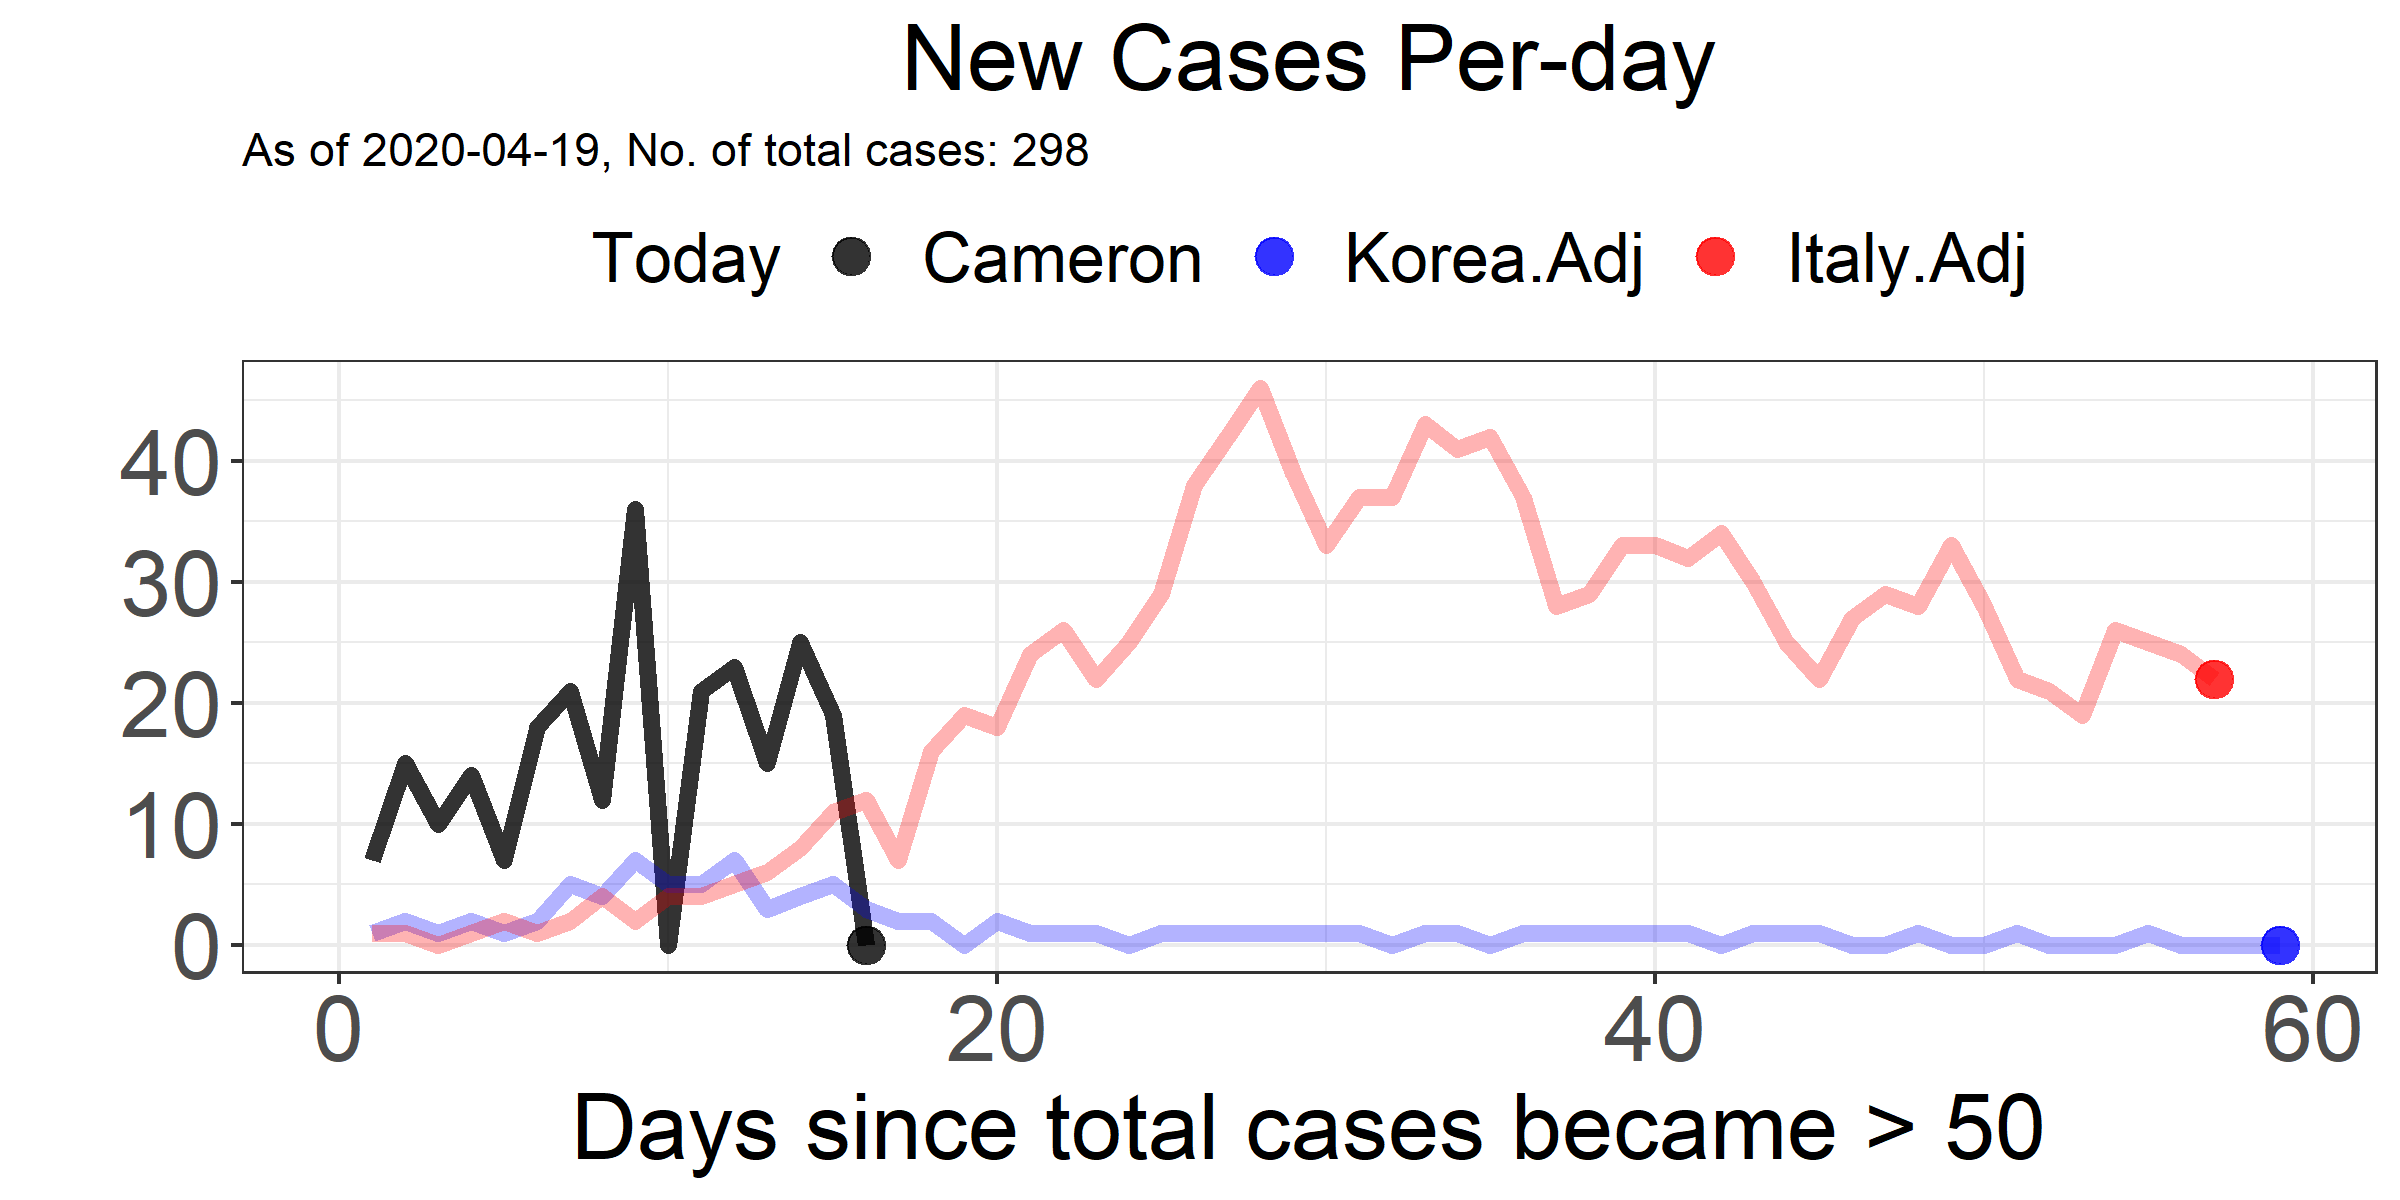 New Cases Per-day
As of 2020-04-19, No. of total cases: 298
Today Cameron Korea.Adj Italy.Adj
40
30
20
10
0
0 20 40 60
Days since total cases became > 50